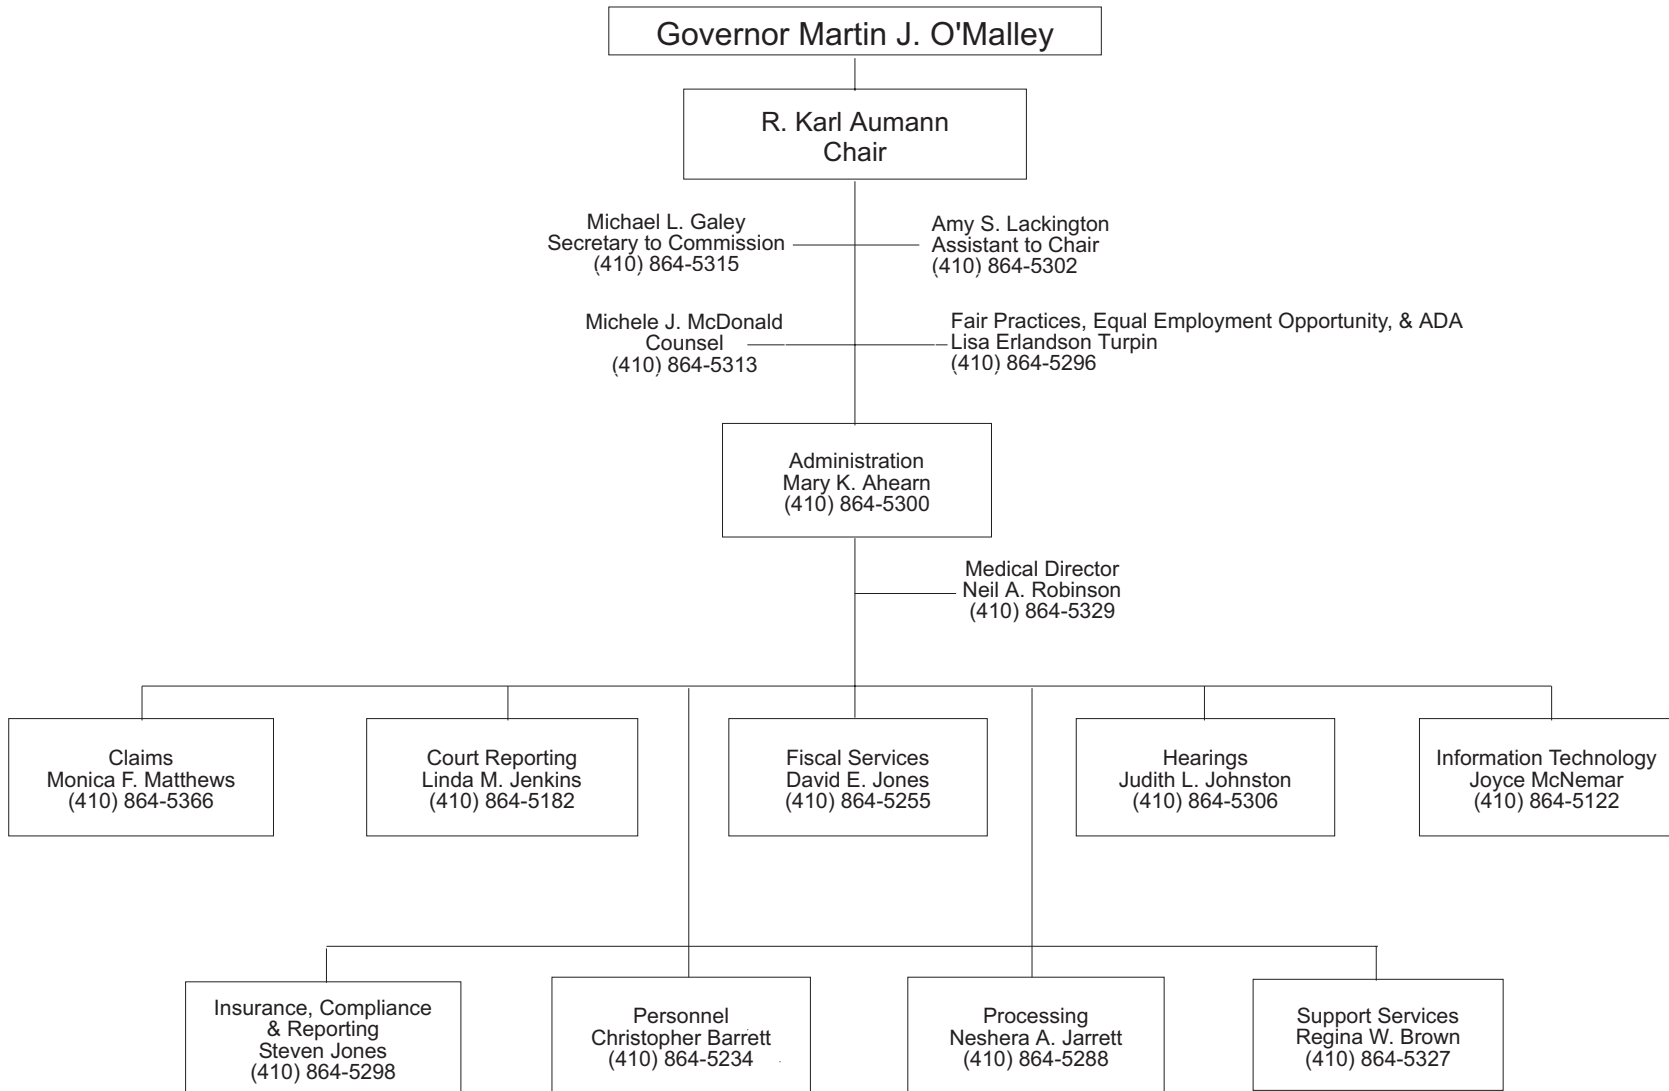 Governor Martin J. O'Malley
R. Karl Aumann
Chair
Michael L. Galey
Secretary to Commission
(410) 864-5315
Amy S. Lackington
Assistant to Chair
(410) 864-5302
Michele J. McDonald
Counsel
(410) 864-5313
Fair Practices, Equal Employment Opportunity, & ADA
Lisa Erlandson Turpin
(410) 864-5296
Administration
Mary K. Ahearn
(410) 864-5300
Medical Director
Neil A. Robinson
(410) 864-5329
Claims
Monica F. Matthews
(410) 864-5366
Court Reporting
Linda M. Jenkins
(410) 864-5182
Fiscal Services
David E. Jones
(410) 864-5255
Hearings
Judith L. Johnston
(410) 864-5306
Information Technology
Joyce McNemar
(410) 864-5122
Insurance, Compliance
& Reporting
Steven Jones
(410) 864-5298
Personnel
Christopher Barrett
(410) 864-5234
Processing
Neshera A. Jarrett
(410) 864-5288
Support Services
Regina W. Brown
(410) 864-5327